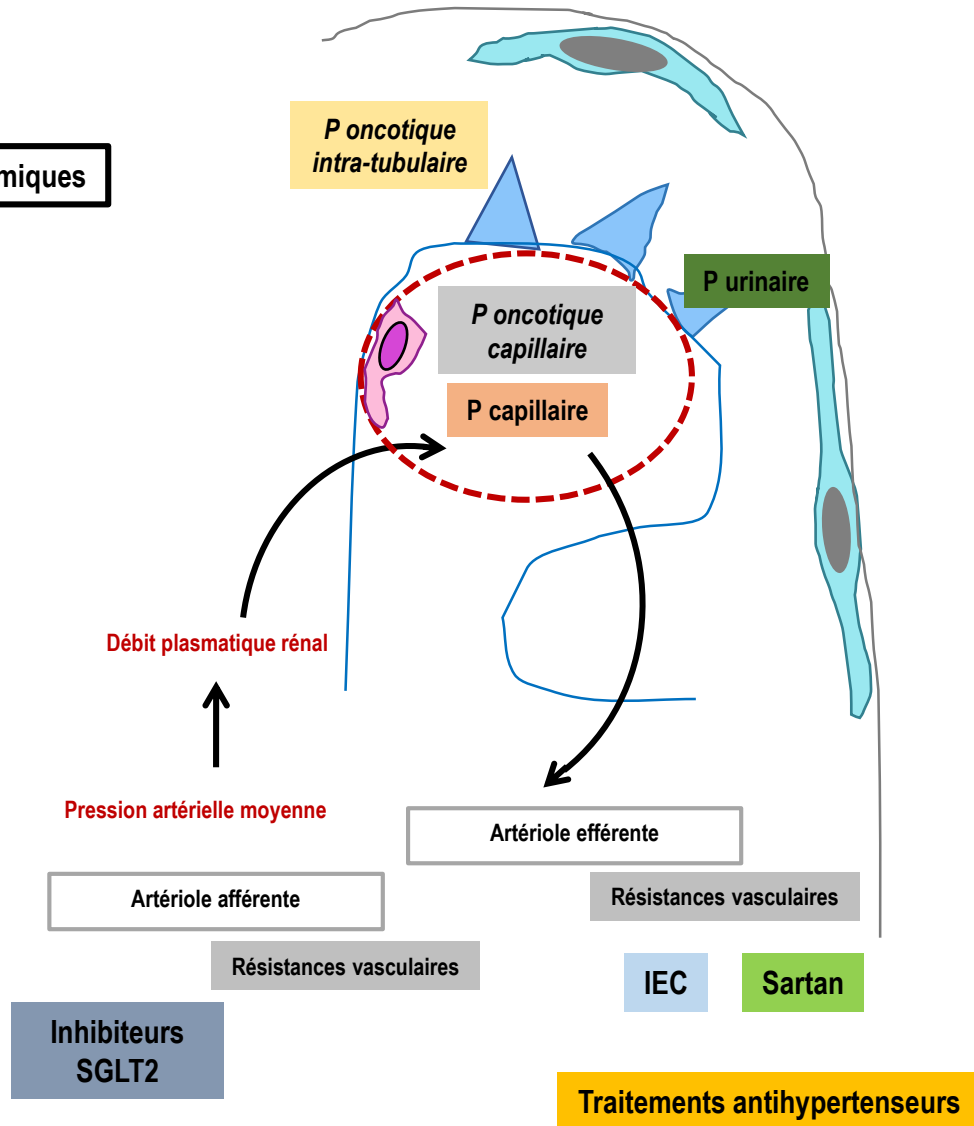 P oncotique
intra-tubulaire
miques
P urinaire
P oncotique
capillaire
P capillaire
Débit plasmatique rénal
Pression artérielle moyenne
Artériole efférente
Artériole afférente
Résistances vasculaires
Résistances vasculaires
IEC
Sartan
Inhibiteurs
SGLT2
Traitements antihypertenseurs